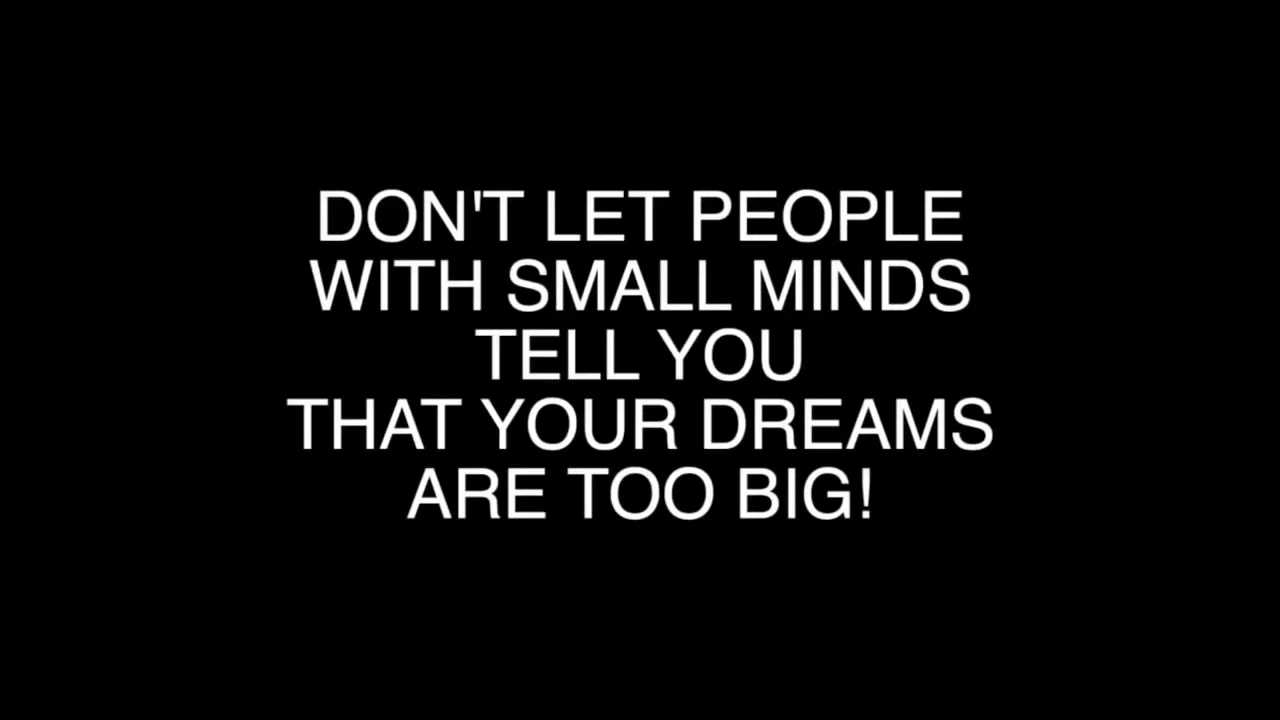 DON'T LET PEOPLE
WITH SMALL MINDS
TELL YOU
THAT YOUR DREAMS
ARE TOO BIG!